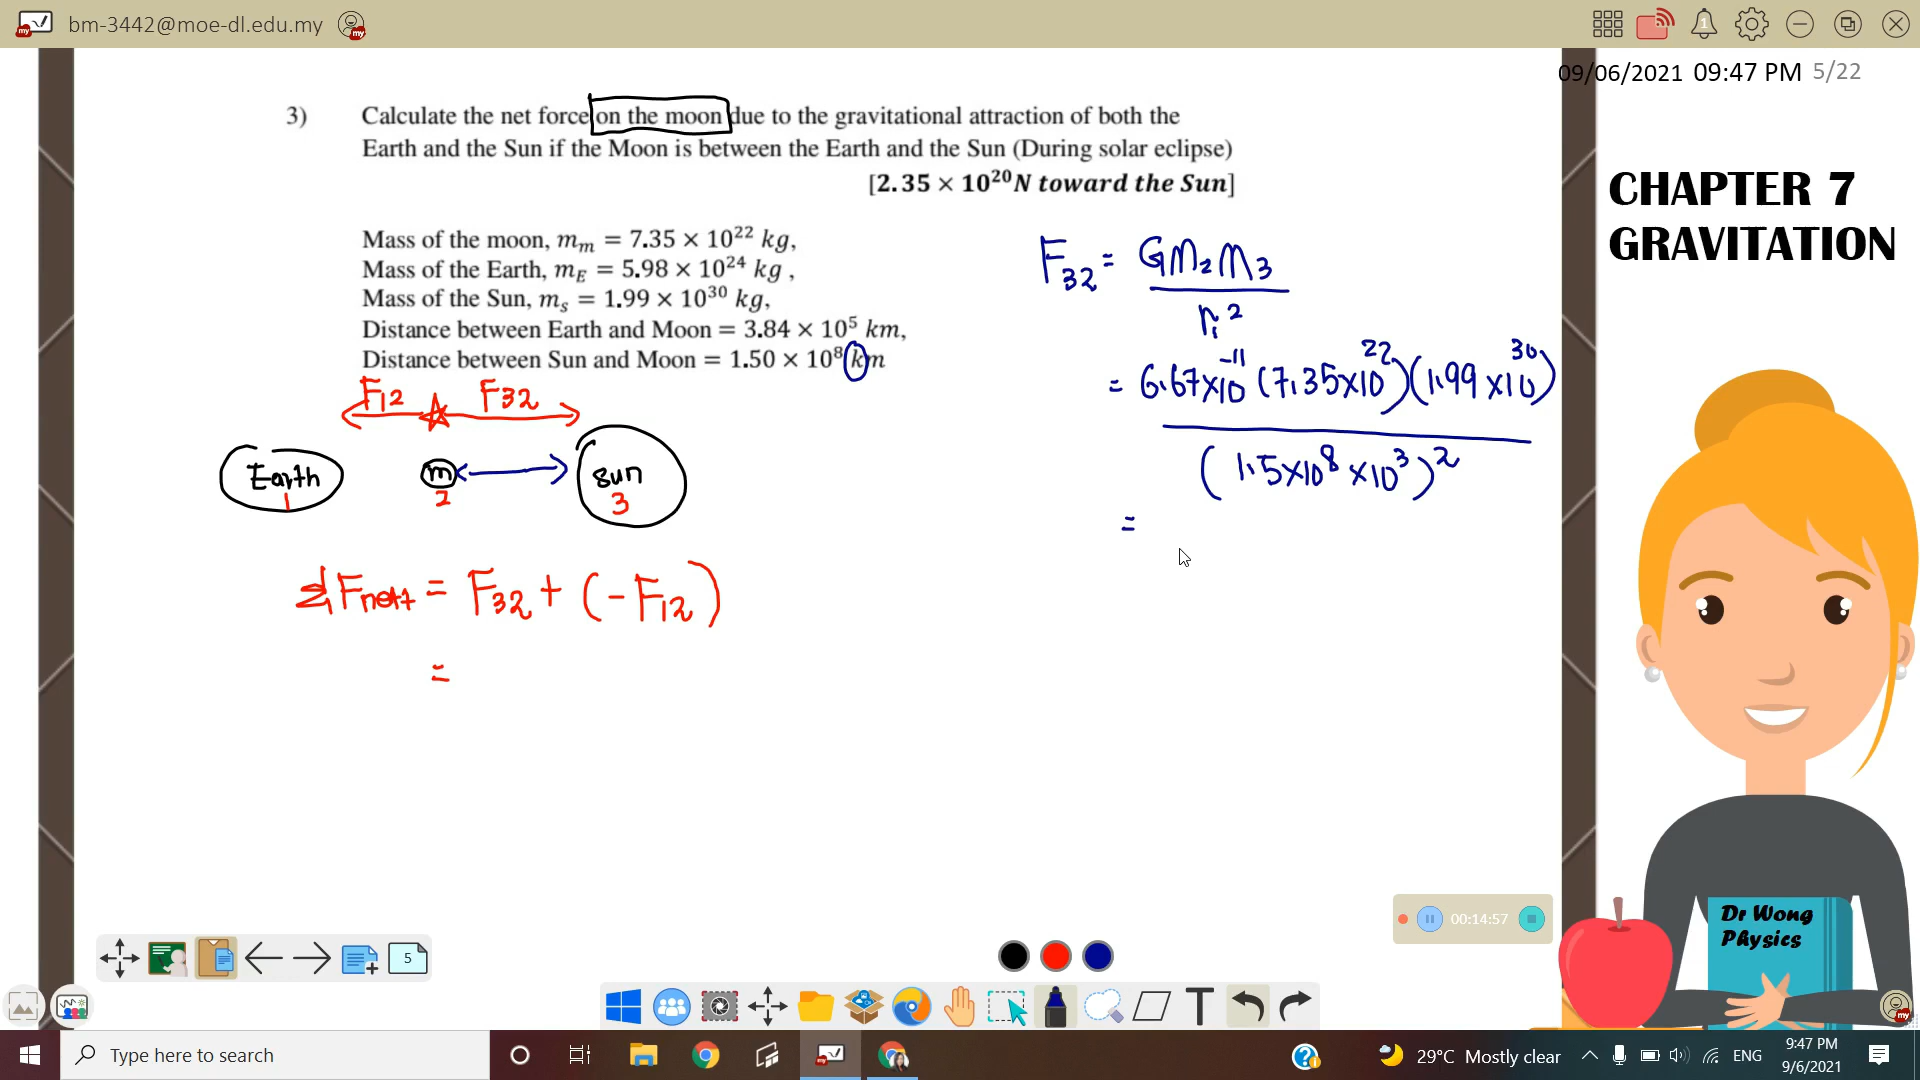 bm-3442@moe-dl.edu.my
09/06/2021 09:47 PM 5/22
3) Calculate the net force on the moon due to the gravitational attraction of both the
Earth and the Sun if the Moon is between the Earth and the Sun (During solar eclipse)
[2.35 × 10²⁰N toward the Sun]
CHAPTER 7
GRAVITATION
Mass of the moon, mₘ = 7.35 × 10²² kg,
Mass of the Earth, m_E = 5.98 × 10²⁴ kg ,
Mass of the Sun, mₛ = 1.99 × 10³⁰ kg,
Distance between Earth and Moon = 3.84 × 10⁵ km,
Distance between Sun and Moon = 1.50 × 10⁸ km
F₁₂ F₃₂
Earth m Sun
1 2 3
ΣFnett = F₃₂ + (-F₁₂)
=
F₃₂ = GM₂M₃
r₁²
= 6.67×10⁻¹¹ (7.35×10²²)(1.99×10³⁰)
(1.5×10⁸ ×10³)²
=
00:14:57
Dr Wong
Physics
5
T
Type here to search
29°C Mostly clear
ENG
9:47 PM
9/6/2021